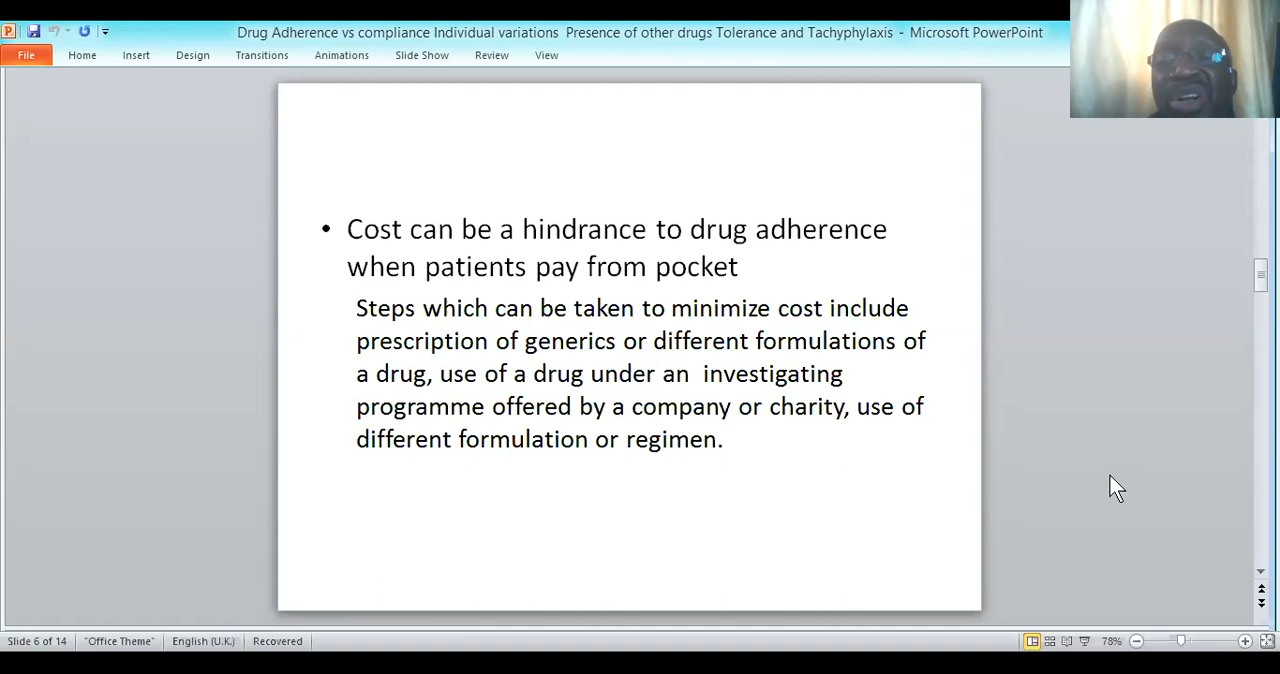 Drug Adherence vs compliance Individual variations  Presence of other drugs Tolerance and Tachyphylaxis  -  Microsoft PowerPoint
File Home Insert Design Transitions Animations Slide Show Review View
• Cost can be a hindrance to drug adherence
when patients pay from pocket
Steps which can be taken to minimize cost include
prescription of generics or different formulations of
a drug, use of a drug under an  investigating
programme offered by a company or charity, use of
different formulation or regimen.
Slide 6 of 14 "Office Theme" English (U.K.) Recovered 78%